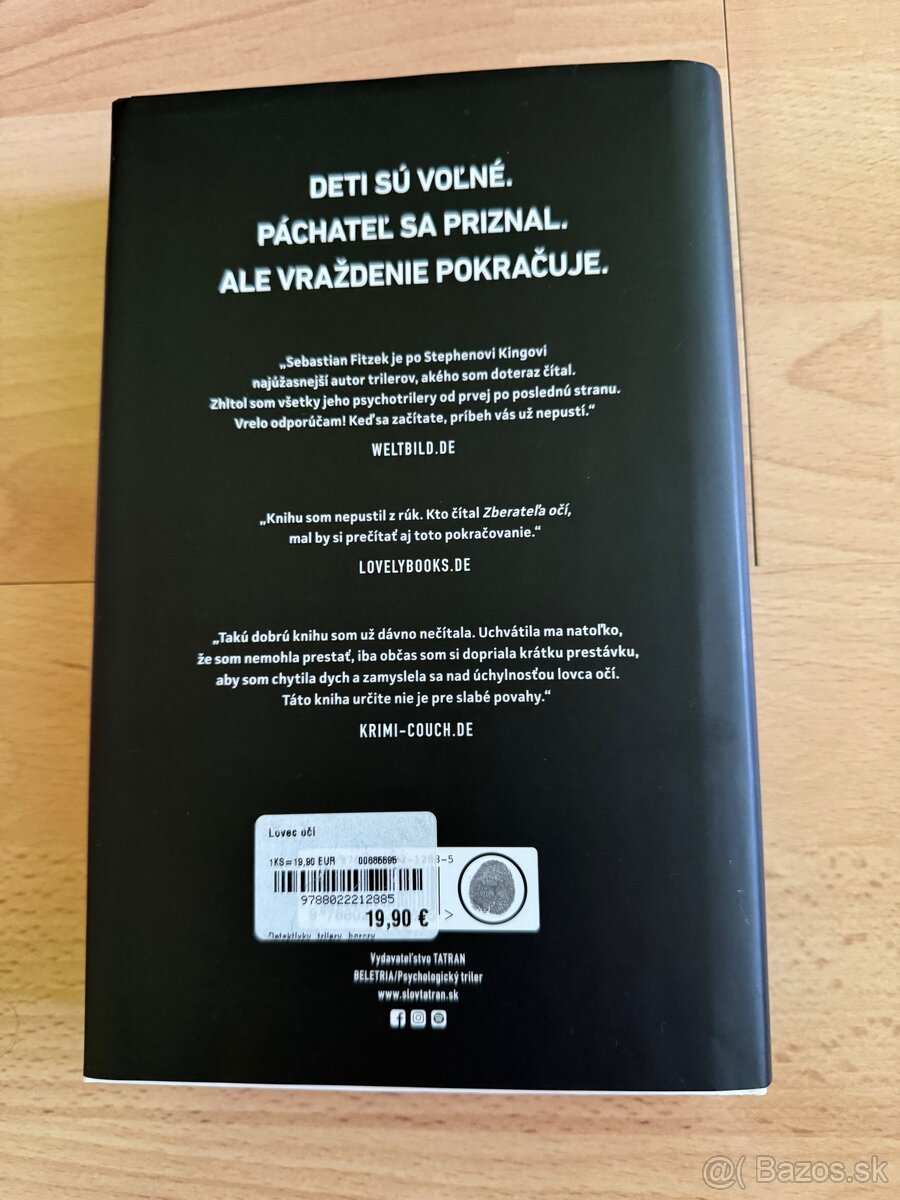 DETI SÚ VOĽNÉ.
PÁCHATEĽ SA PRIZNAL.
ALE VRAŽDENIE POKRAČUJE.
„Sebastian Fitzek je po Stephenovi Kingovi
najúžasnejší autor trilerov, akého som doteraz čítal.
Zhltol som všetky jeho psychotrilery od prvej po poslednú stranu.
Vrelo odporúčam! Keď sa začítate, príbeh vás už nepustí.“
WELTBILD.DE
„Knihu som nepustil z rúk. Kto čítal Zberateľa očí,
mal by si prečítať aj toto pokračovanie.“
LOVELYBOOKS.DE
„Takú dobrú knihu som už dávno nečítala. Uchvátila ma natoľko,
že som nemohla prestať, iba občas som si dopriala krátku prestávku,
aby som chytila dych a zamyslela sa nad úchylnosťou lovca očí.
Táto kniha určite nie je pre slabé povahy.“
KRIMI-COUCH.DE
Lovec očí
1KS=19,90 EUR 00685595
9788022212885
19,90 €
>
Detektívky, trilery, horory
Vydavateľstvo TATRAN
BELETRIA/Psychologický triler
www.slovtatran.sk
@( Bazos.sk